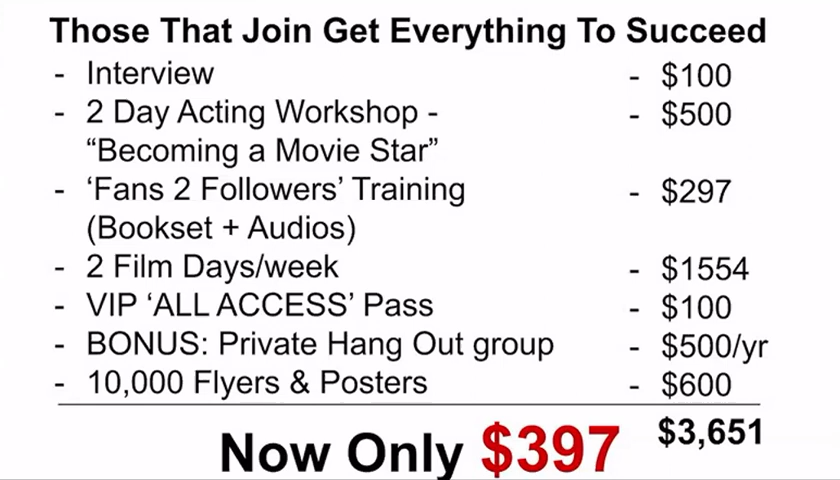 Those That Join Get Everything To Succeed
- Interview - $100
- 2 Day Acting Workshop - - $500
“Becoming a Movie Star”
- ‘Fans 2 Followers’ Training - $297
(Bookset + Audios)
- 2 Film Days/week - $1554
- VIP ‘ALL ACCESS’ Pass - $100
- BONUS: Private Hang Out group - $500/yr
- 10,000 Flyers & Posters - $600
$3,651
Now Only $397